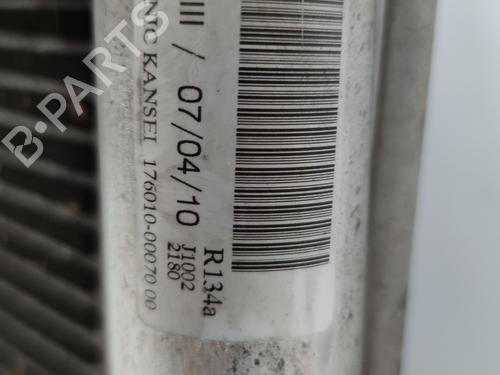 R134a
J1002
2180
III / 07/04/10
KANSEI 176010-00070 00
B-PARTS